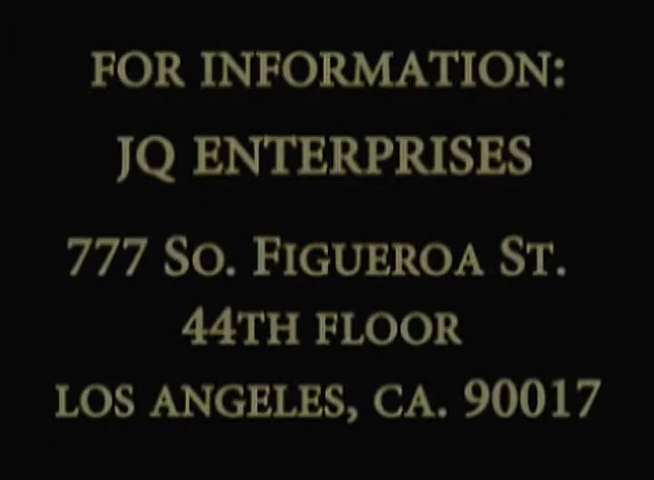 FOR INFORMATION:
JQ ENTERPRISES
777 SO. FIGUEROA ST.
44TH FLOOR
LOS ANGELES, CA. 90017